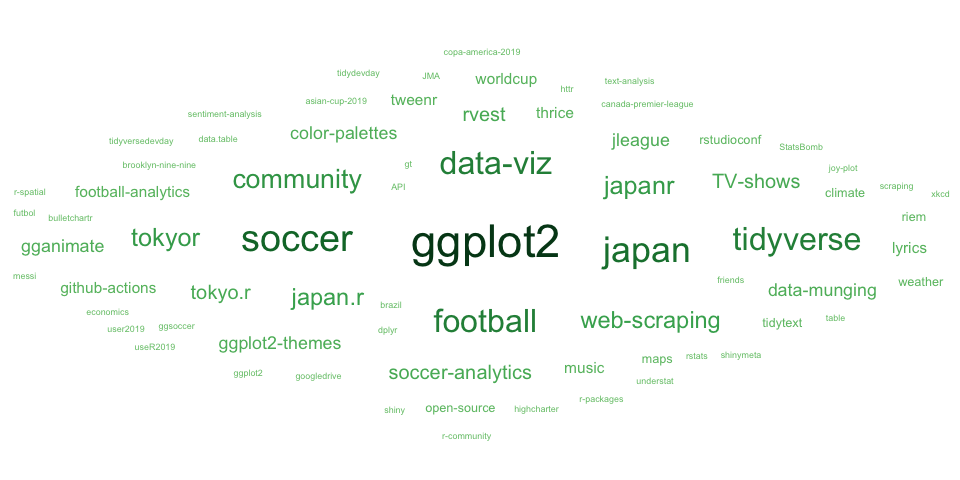 copa-america-2019
tidydevday
JMA
worldcup
text-analysis
httr
asian-cup-2019
tweenr
canada-premier-league
sentiment-analysis
rvest
thrice
color-palettes
tidyversedevday
data.table
jleague
rstudioconf
StatsBomb
brooklyn-nine-nine
gt
data-viz
joy-plot
r-spatial
football-analytics
community
API
japanr
TV-shows
climate
scraping
xkcd
futbol
bulletchartr
riem
gganimate
tokyor
soccer
ggplot2
japan
tidyverse
lyrics
messi
github-actions
tokyo.r
japan.r
friends
data-munging
weather
economics
brazil
user2019
ggsoccer
dplyr
football
web-scraping
tidytext
table
useR2019
ggplot2-themes
maps
rstats
shinymeta
ggplot2
googledrive
soccer-analytics
music
understat
shiny
open-source
highcharter
r-packages
r-community